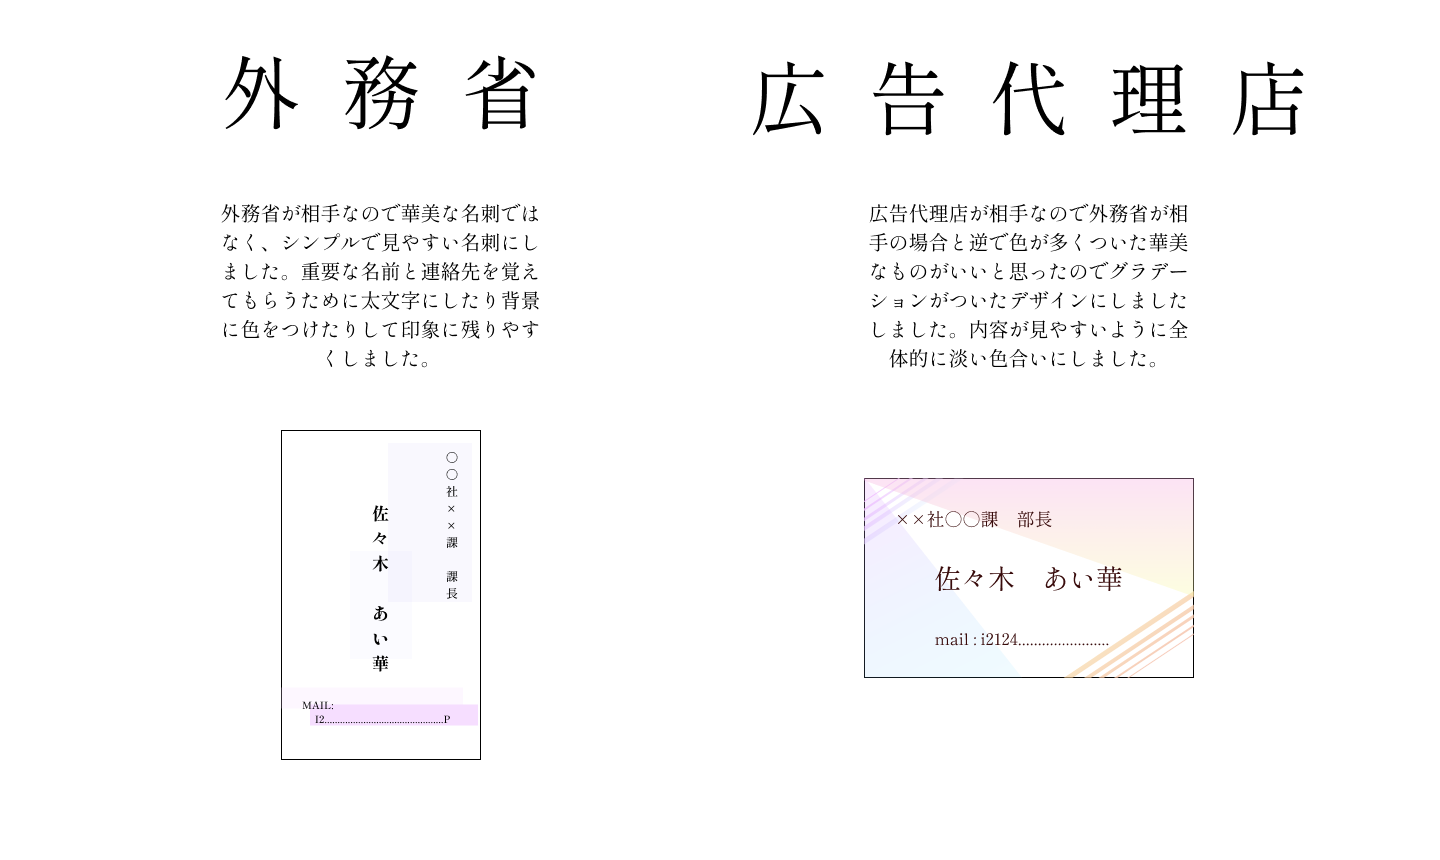 外務省
外務省が相手なので華美な名刺では
なく、シンプルで見やすい名刺にし
ました。重要な名前と連絡先を覚え
てもらうために太文字にしたり背景
に色をつけたりして印象に残りやす
くしました。
〇〇社××課　課長
佐々木　あい華
MAIL:
I2..............................................P
広告代理店
広告代理店が相手なので外務省が相
手の場合と逆で色が多くついた華美
なものがいいと思ったのでグラデー
ションがついたデザインにしました
しました。内容が見やすいように全
体的に淡い色合いにしました。
××社〇〇課　部長
佐々木　あい華
mail : i2124.......................